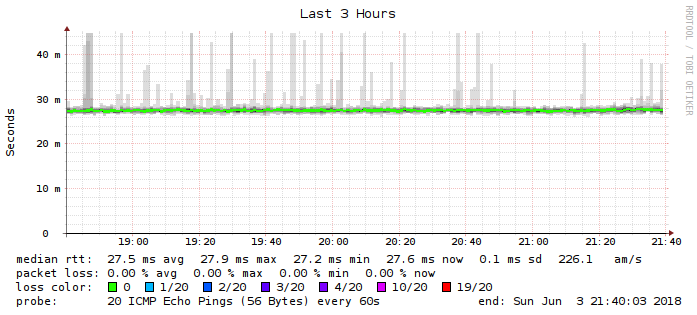 Last 3 Hours
RRDTOOL / TOBI OETIKER
Seconds
40 m
30 m
20 m
10 m
0
19:00 19:20 19:40 20:00 20:20 20:40 21:00 21:20 21:40
median rtt: 27.5 ms avg 27.9 ms max 27.2 ms min 27.6 ms now 0.1 ms sd 226.1 am/s
packet loss: 0.00 % avg 0.00 % max 0.00 % min 0.00 % now
loss color: 0 1/20 2/20 3/20 4/20 10/20 19/20
probe: 20 ICMP Echo Pings (56 Bytes) every 60s end: Sun Jun 3 21:40:03 2018